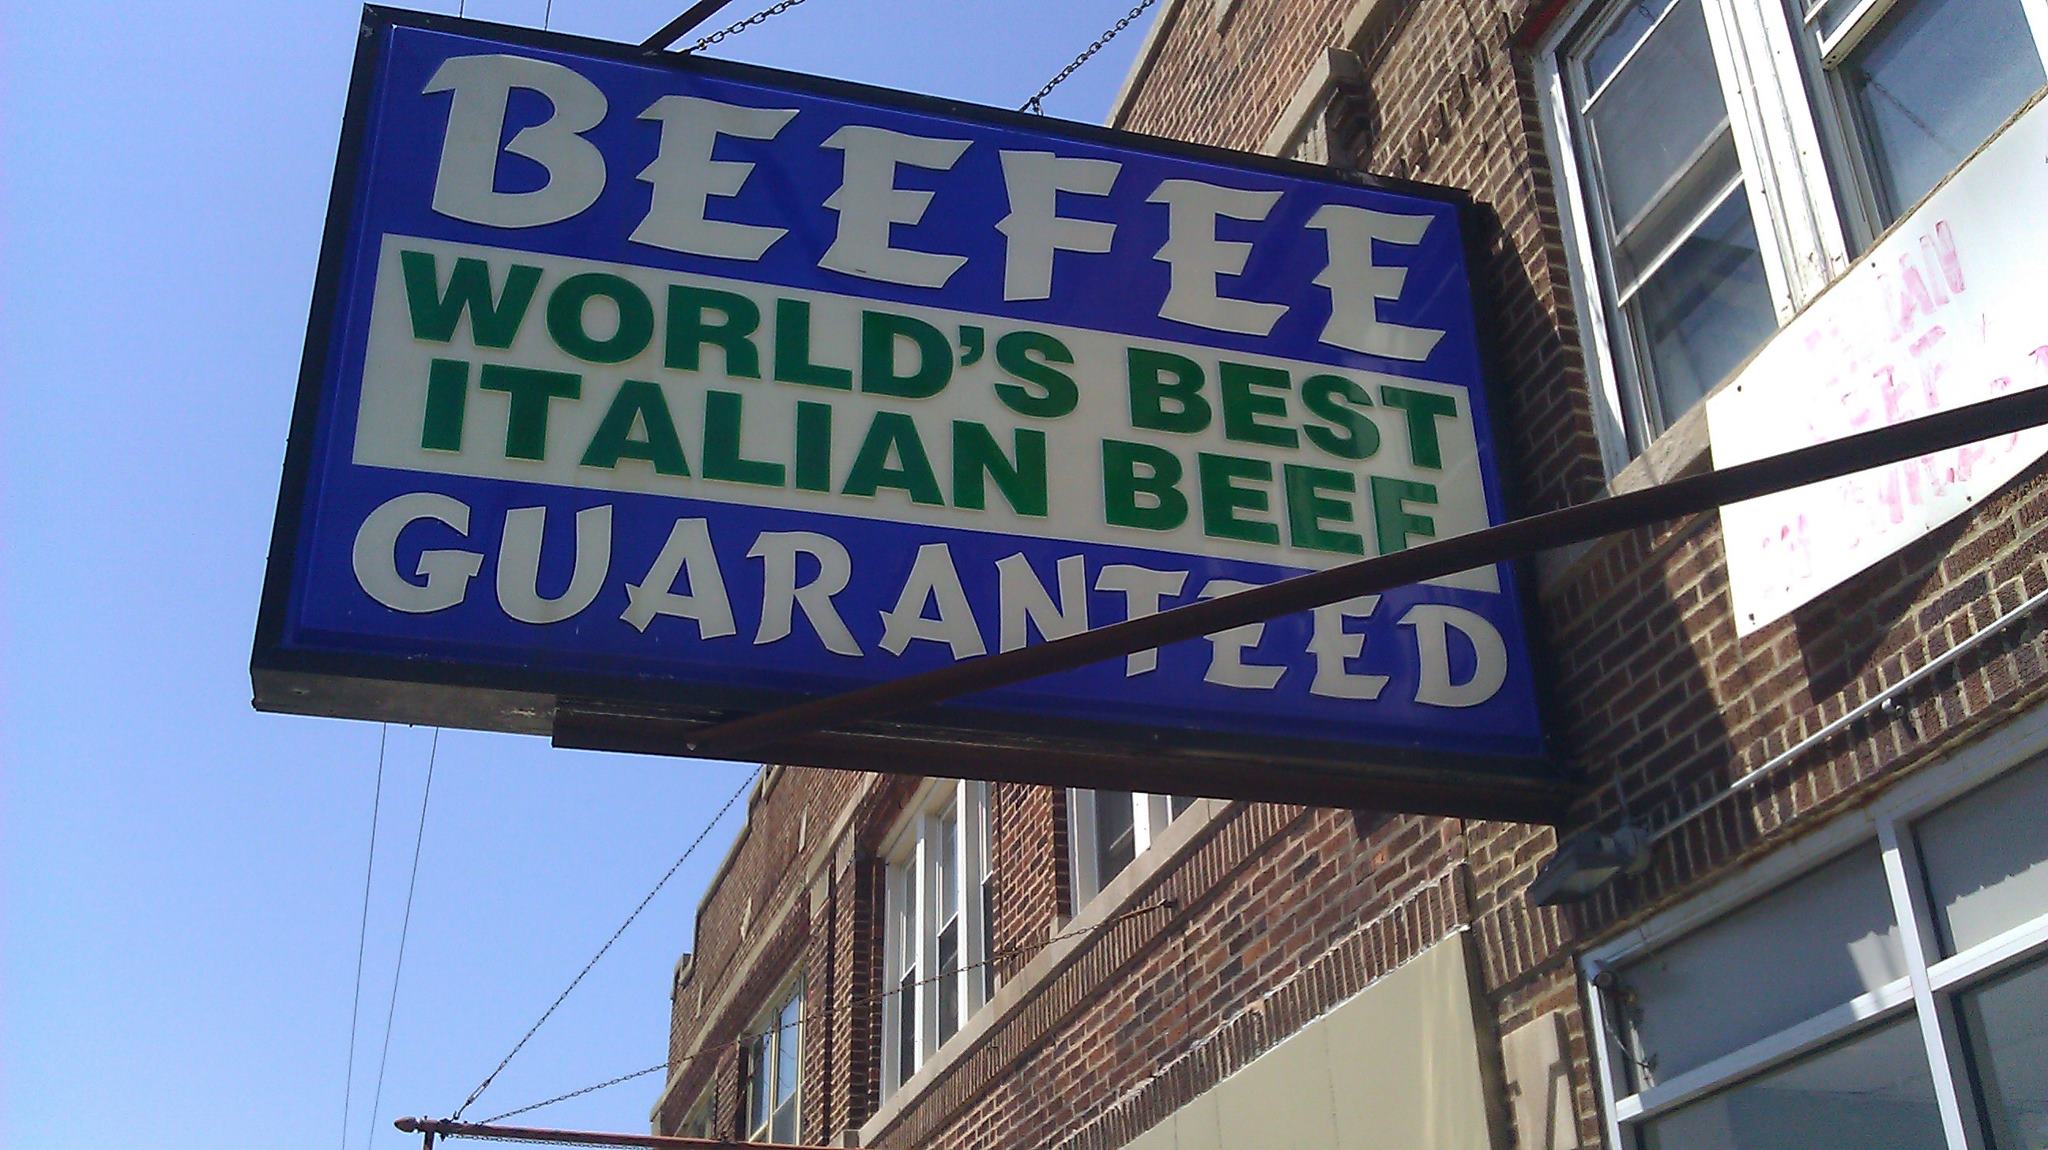 BEEFEE
WORLD'S BEST
ITALIAN BEEF
GUARANTEED